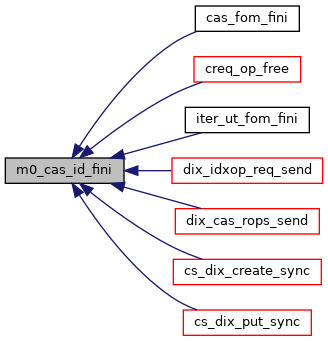 cas_fom_fini
creq_op_free
iter_ut_fom_fini
m0_cas_id_fini
dix_idxop_req_send
dix_cas_rops_send
cs_dix_create_sync
cs_dix_put_sync